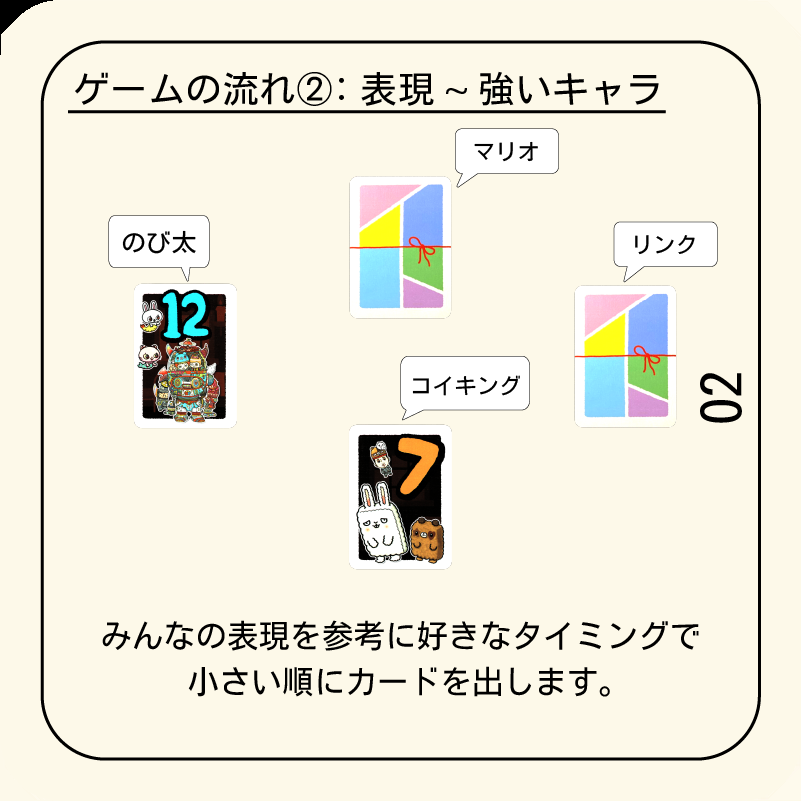 ゲームの流れ②：表現 ~ 強いキャラ
マリオ
のび太
リンク
12
コイキング
7
02
みんなの表現を参考に好きなタイミングで
小さい順にカードを出します。